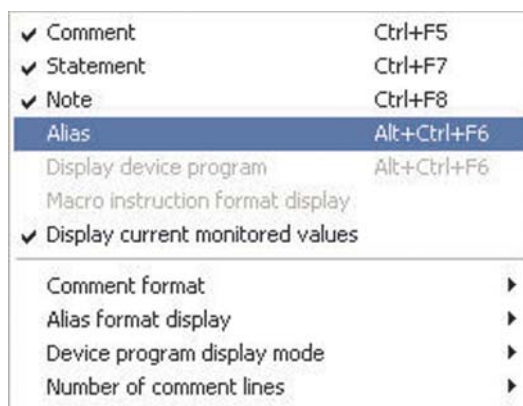 Comment Ctrl+F5
Statement Ctrl+F7
Note Ctrl+F8
Alias Alt+Ctrl+F6
Display device program Alt+Ctrl+F6
Macro instruction format display
Display current monitored values
Comment format
Alias format display
Device program display mode
Number of comment lines